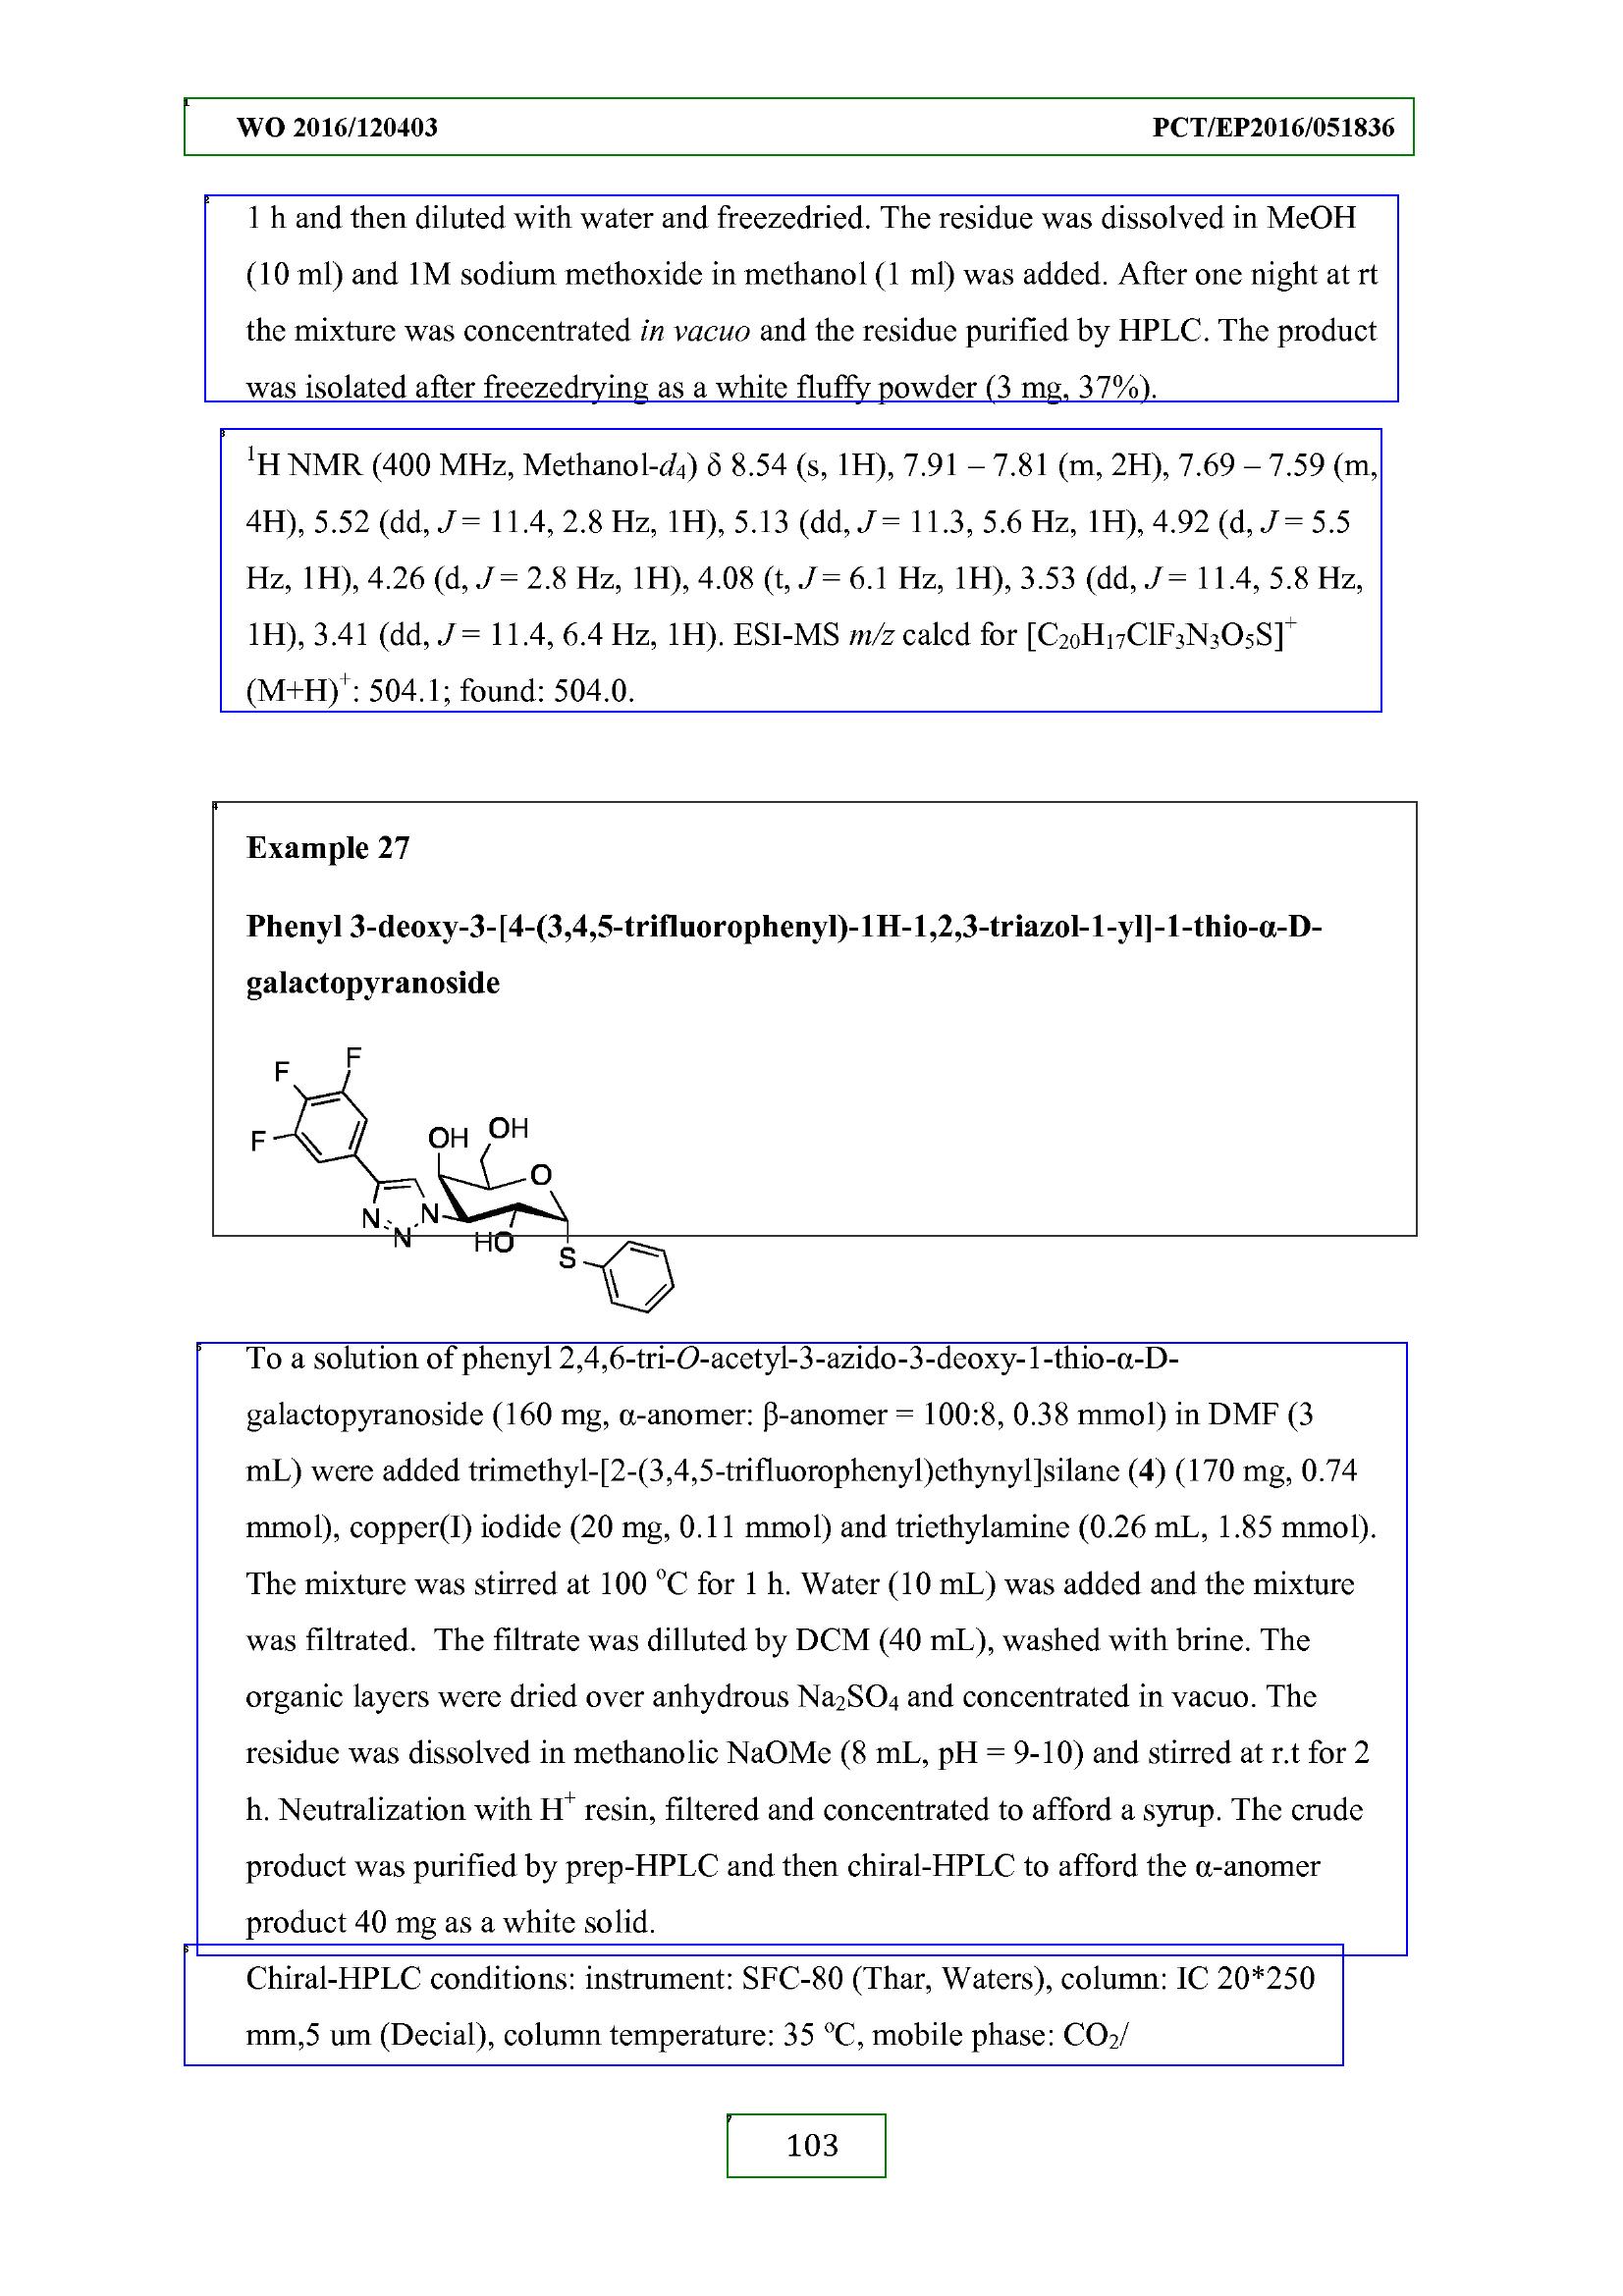 WO 2016/120403 PCT/EP2016/051836
1 h and then diluted with water and freezedried. The residue was dissolved in MeOH
(10 ml) and 1M sodium methoxide in methanol (1 ml) was added. After one night at rt
the mixture was concentrated in vacuo and the residue purified by HPLC. The product
was isolated after freezedrying as a white fluffy powder (3 mg, 37%).
¹H NMR (400 MHz, Methanol-d₄) δ 8.54 (s, 1H), 7.91 – 7.81 (m, 2H), 7.69 – 7.59 (m,
4H), 5.52 (dd, J = 11.4, 2.8 Hz, 1H), 5.13 (dd, J = 11.3, 5.6 Hz, 1H), 4.92 (d, J = 5.5
Hz, 1H), 4.26 (d, J = 2.8 Hz, 1H), 4.08 (t, J = 6.1 Hz, 1H), 3.53 (dd, J = 11.4, 5.8 Hz,
1H), 3.41 (dd, J = 11.4, 6.4 Hz, 1H). ESI-MS m/z calcd for [C₂₀H₁₇ClF₃N₃O₅S]⁺
(M+H)⁺: 504.1; found: 504.0.
Example 27
Phenyl 3-deoxy-3-[4-(3,4,5-trifluorophenyl)-1H-1,2,3-triazol-1-yl]-1-thio-α-D-
galactopyranoside
F
F
F
OH
OH
O
N
N
N
HO
S
To a solution of phenyl 2,4,6-tri-O-acetyl-3-azido-3-deoxy-1-thio-α-D-
galactopyranoside (160 mg, α-anomer: β-anomer = 100:8, 0.38 mmol) in DMF (3
mL) were added trimethyl-[2-(3,4,5-trifluorophenyl)ethynyl]silane (4) (170 mg, 0.74
mmol), copper(I) iodide (20 mg, 0.11 mmol) and triethylamine (0.26 mL, 1.85 mmol).
The mixture was stirred at 100 ºC for 1 h. Water (10 mL) was added and the mixture
was filtrated. The filtrate was dilluted by DCM (40 mL), washed with brine. The
organic layers were dried over anhydrous Na₂SO₄ and concentrated in vacuo. The
residue was dissolved in methanolic NaOMe (8 mL, pH = 9-10) and stirred at r.t for 2
h. Neutralization with H⁺ resin, filtered and concentrated to afford a syrup. The crude
product was purified by prep-HPLC and then chiral-HPLC to afford the α-anomer
product 40 mg as a white solid.
Chiral-HPLC conditions: instrument: SFC-80 (Thar, Waters), column: IC 20*250
mm,5 um (Decial), column temperature: 35 ºC, mobile phase: CO₂/
103